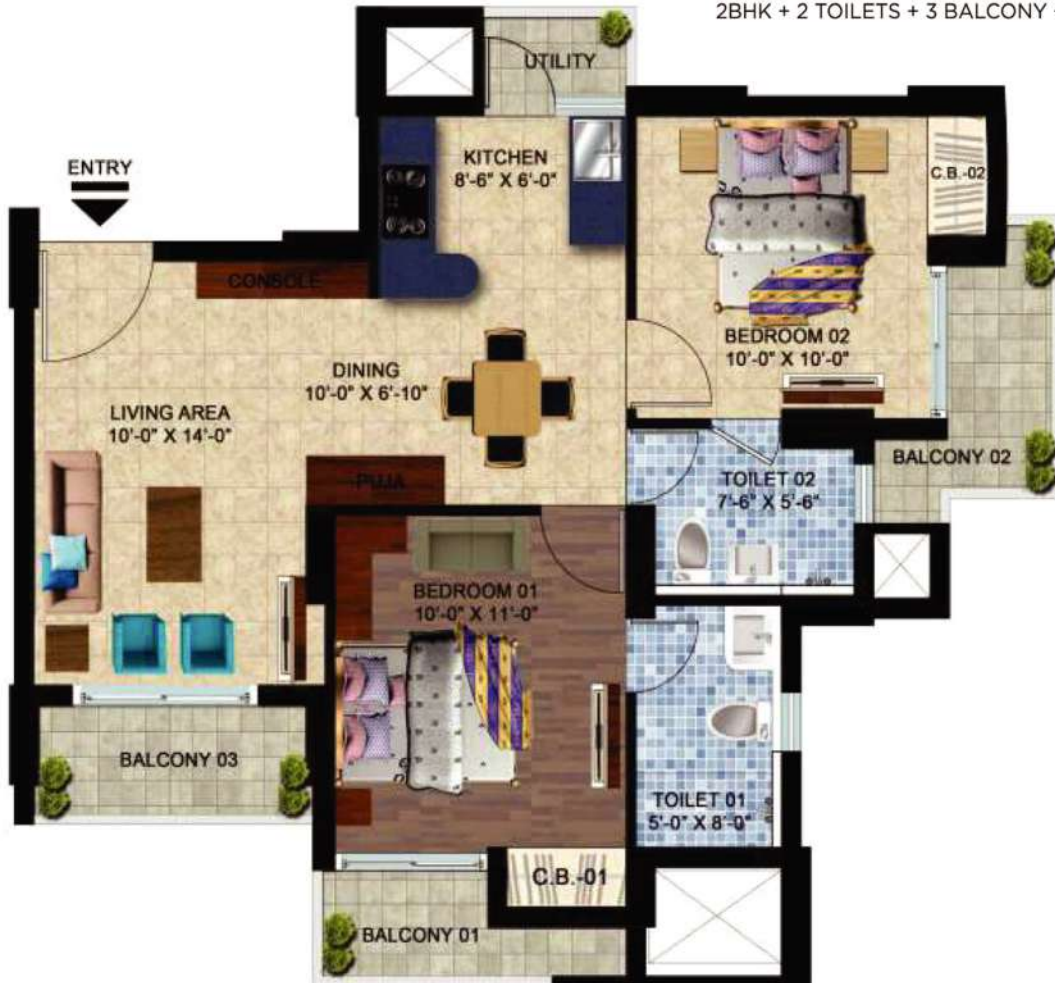 2BHK + 2 TOILETS + 3 BALCONY
UTILITY
KITCHEN
8'-6" X 6'-0"
ENTRY
C.B.-02
CONSOLE
BEDROOM 02
10'-0" X 10'-0"
DINING
10'-0" X 6'-10"
LIVING AREA
10'-0" X 14'-0"
BALCONY 02
PUJA
TOILET 02
7'-6" X 5'-6"
BEDROOM 01
10'-0" X 11'-0"
BALCONY 03
TOILET 01
5'-0" X 8'-0"
C.B.-01
BALCONY 01